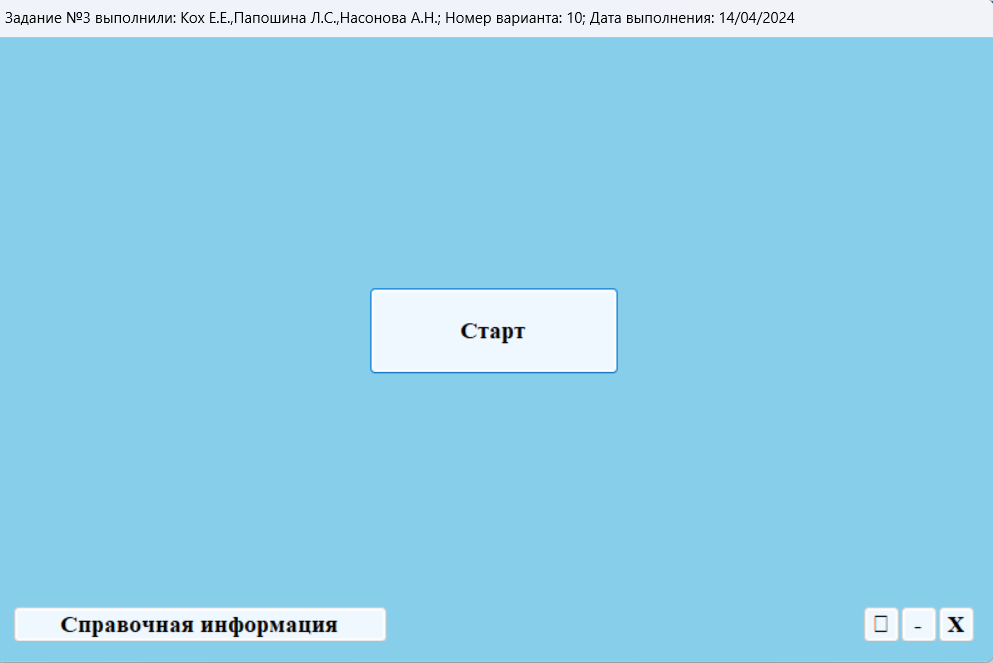 Задание №3 выполнили: Кох Е.Е.,Папошина Л.С.,Насонова А.Н.; Номер варианта: 10; Дата выполнения: 14/04/2024
Старт
Справочная информация
□ - X